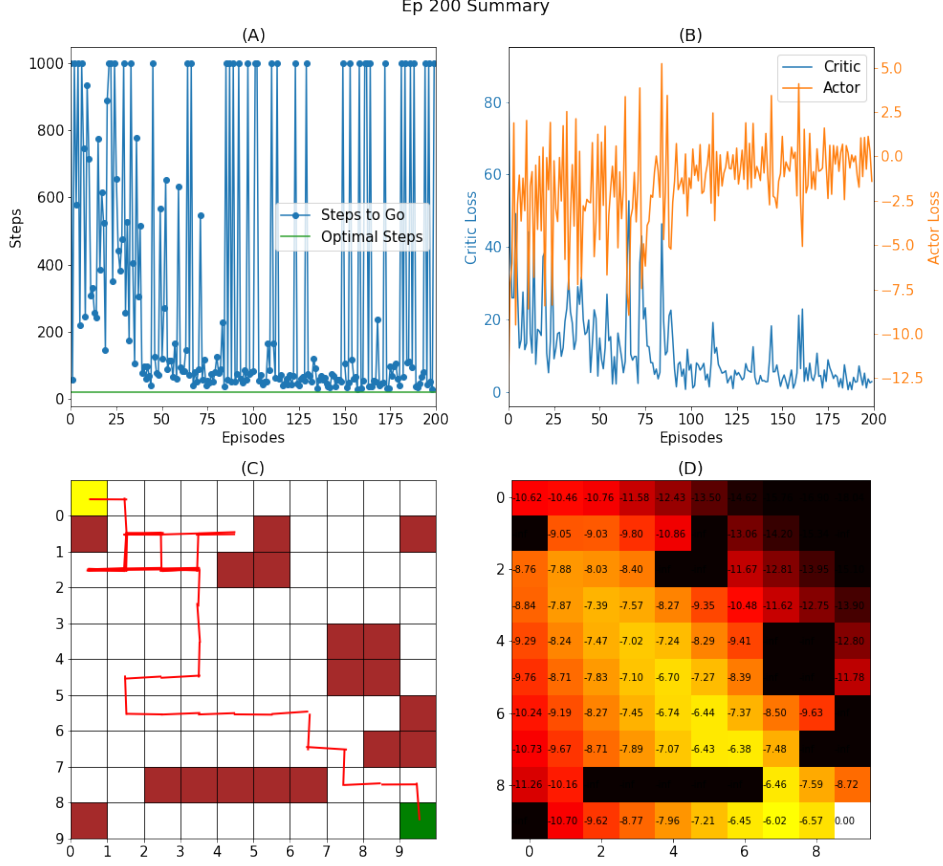 Ep 200 Summary
(A)
1000
800
600
400
200
0
Steps
0 25 50 75 100 125 150 175 200
Episodes
Steps to Go
Optimal Steps
(B)
80
60
40
20
0
Critic Loss
5.0
2.5
0.0
-2.5
-5.0
-7.5
-10.0
-12.5
Actor Loss
0 25 50 75 100 125 150 175 200
Episodes
Critic
Actor
(C)
0
1
2
3
4
5
6
7
8
9
0 1 2 3 4 5 6 7 8 9
(D)
0
2
4
6
8
0 2 4 6 8
-10.62 -10.46 -10.76 -11.58 -12.43 -13.50
-9.05 -9.03 -9.80 -10.86 -13.06 -14.20
-8.76 -7.88 -8.03 -8.40 -11.67 -12.81 -13.95
-8.84 -7.87 -7.39 -7.57 -8.27 -9.35 -10.48 -11.62 -12.75 -13.90
-9.29 -8.24 -7.47 -7.02 -7.24 -8.29 -9.41 -12.80
-9.76 -8.71 -7.83 -7.10 -6.70 -7.27 -8.39 -11.78
-10.24 -9.19 -8.27 -7.45 -6.74 -6.44 -7.37 -8.50 -9.63
-10.73 -9.67 -8.71 -7.89 -7.07 -6.43 -6.38 -7.48
-11.26 -10.16 -6.46 -7.59 -8.72
-10.70 -9.62 -8.77 -7.96 -7.21 -6.45 -6.02 -6.57 0.00